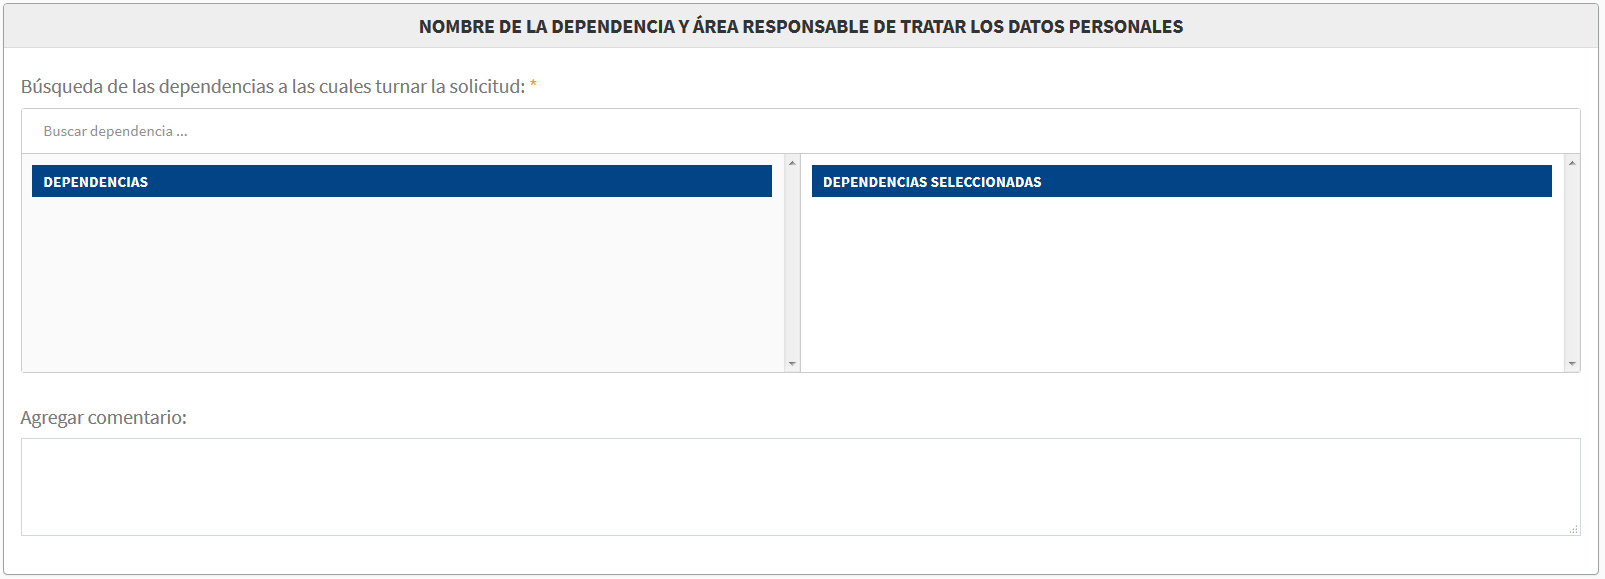 NOMBRE DE LA DEPENDENCIA Y ÁREA RESPONSABLE DE TRATAR LOS DATOS PERSONALES
Búsqueda de las dependencias a las cuales turnar la solicitud: *
Buscar dependencia ...
DEPENDENCIAS
DEPENDENCIAS SELECCIONADAS
Agregar comentario: